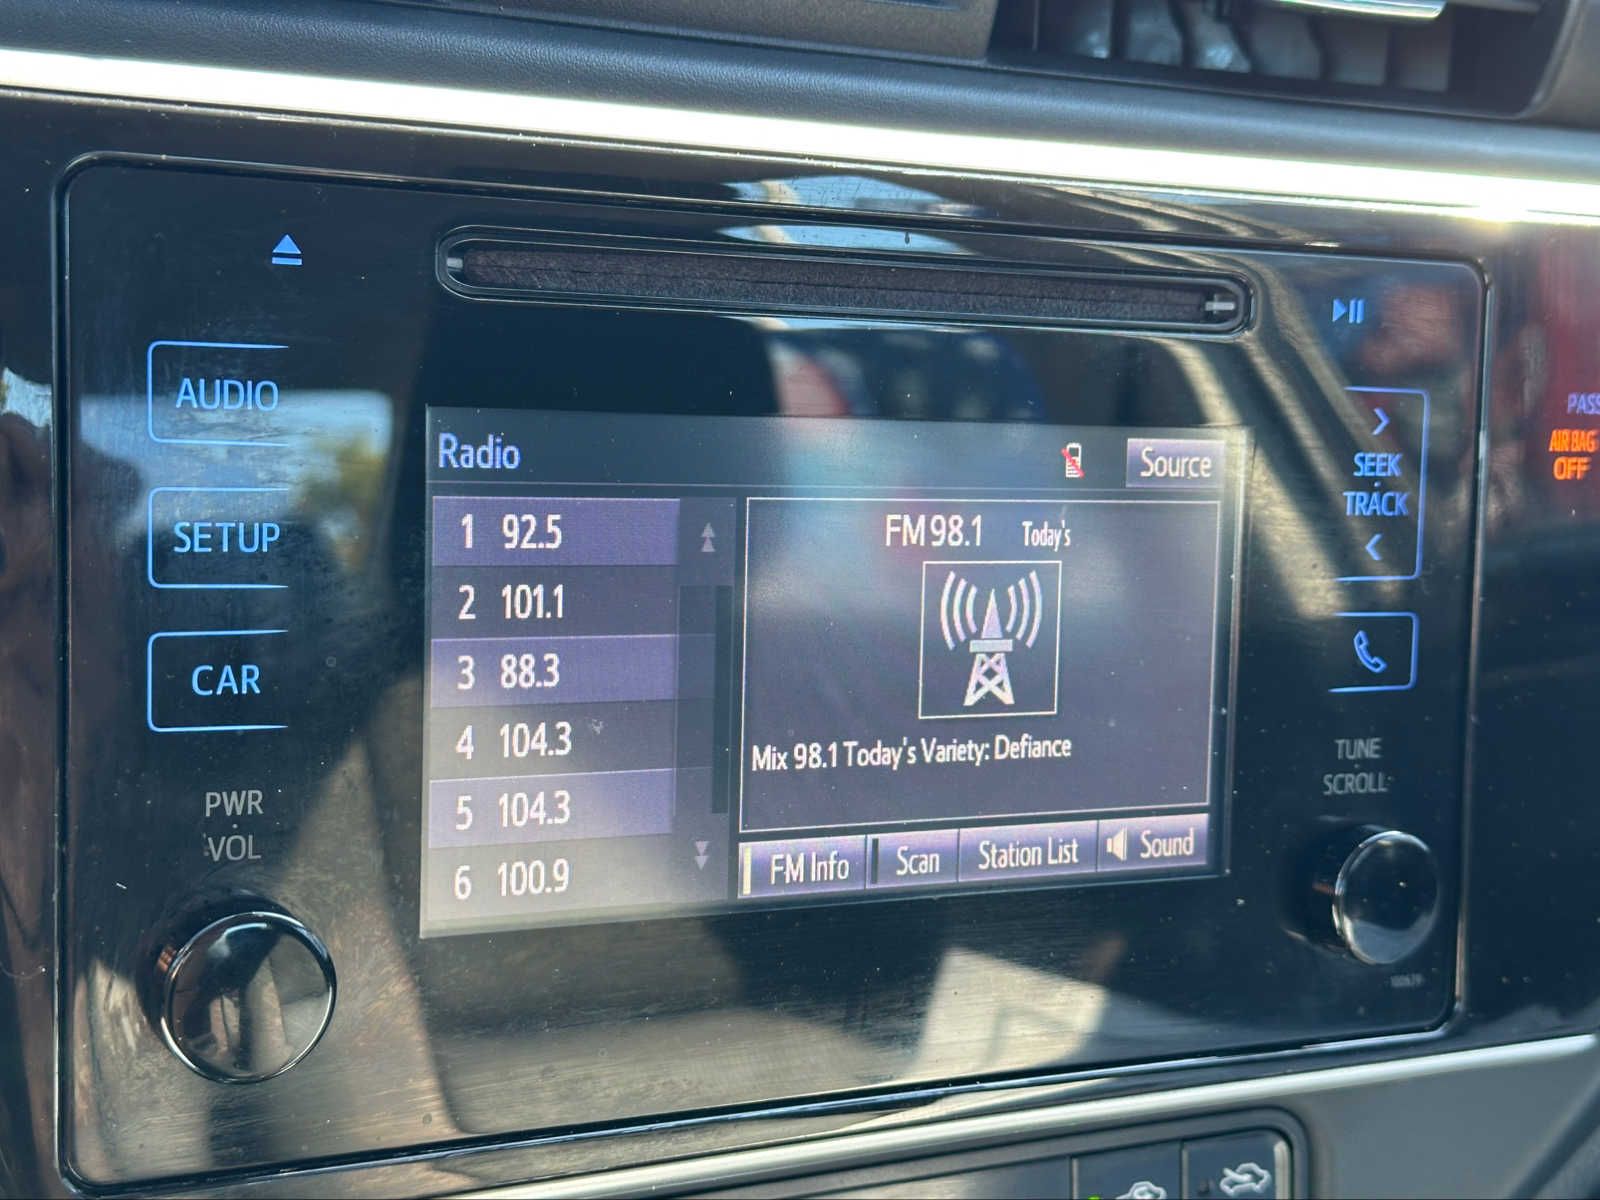 AUDIO
SETUP
CAR
PWR
VOL
Radio
Source
1 92.5
2 101.1
3 88.3
4 104.3
5 104.3
6 100.9
FM 98.1 Today's
Mix 98.1 Today's Variety: Defiance
FM Info
Scan
Station List
Sound
SEEK
TRACK
TUNE
SCROLL
PASS
AIR BAG
OFF